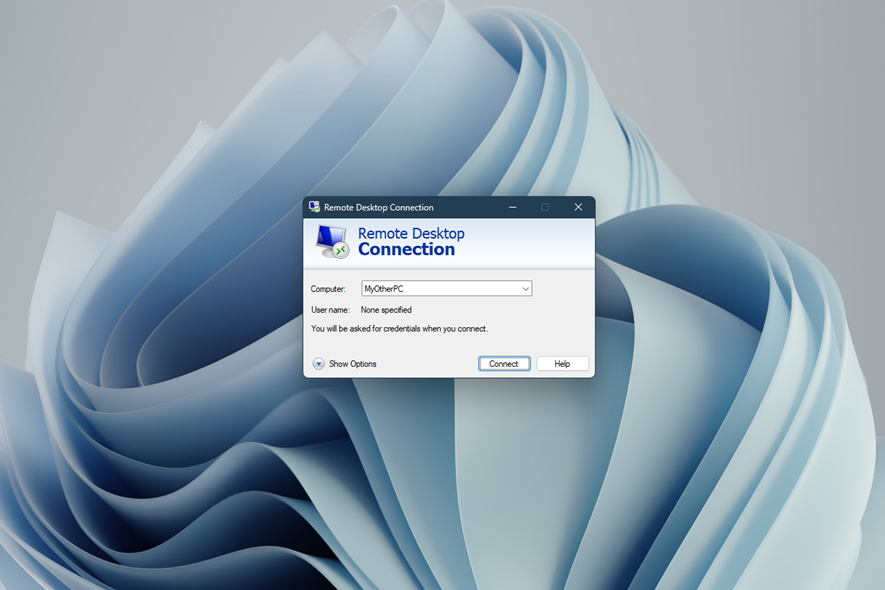 Remote Desktop Connection
Remote Desktop
Connection
Computer: MyOtherPC
User name: None specified
You will be asked for credentials when you connect.
Show Options Connect Help